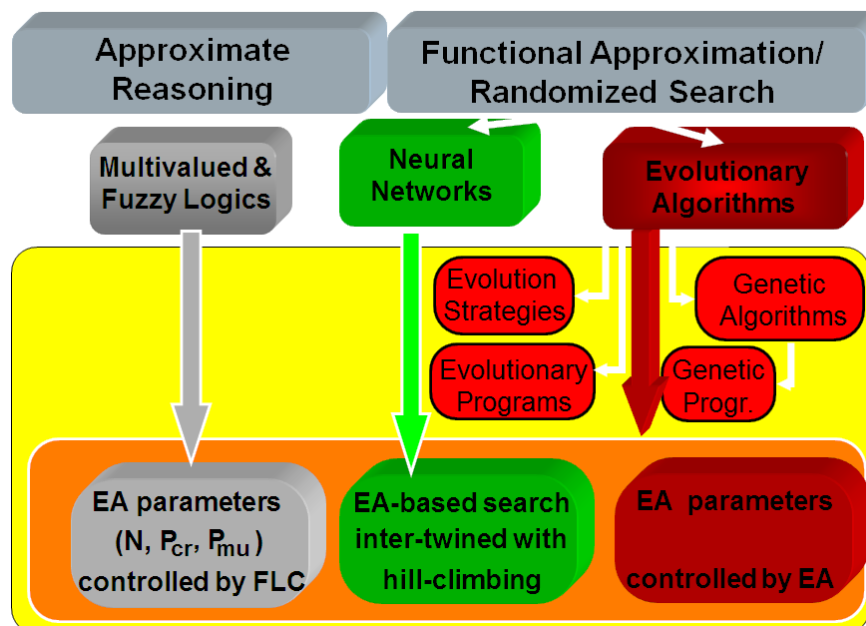 Approximate
Reasoning
Functional Approximation/
Randomized Search
Multivalued &
Fuzzy Logics
Neural
Networks
Evolutionary
Algorithms
Evolution
Strategies
Genetic
Algorithms
Evolutionary
Programs
Genetic
Progr.
EA parameters
(N, Pcr, Pmu )
controlled by FLC
EA-based search
inter-twined with
hill-climbing
EA parameters
controlled by EA